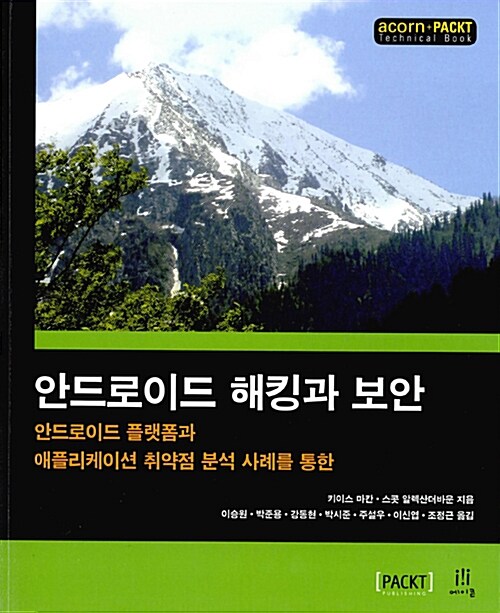 acorn+PACKT
Technical Book
안드로이드 해킹과 보안
안드로이드 플랫폼과
애플리케이션 취약점 분석 사례를 통한
키이스 마칸 • 스콧 알렉산더바운 지음
이승원 • 박준용 • 강동현 • 박시준 • 주설우 • 이신엽 • 조정근 옮김
[PACKT]
PUBLISHING
에이콘